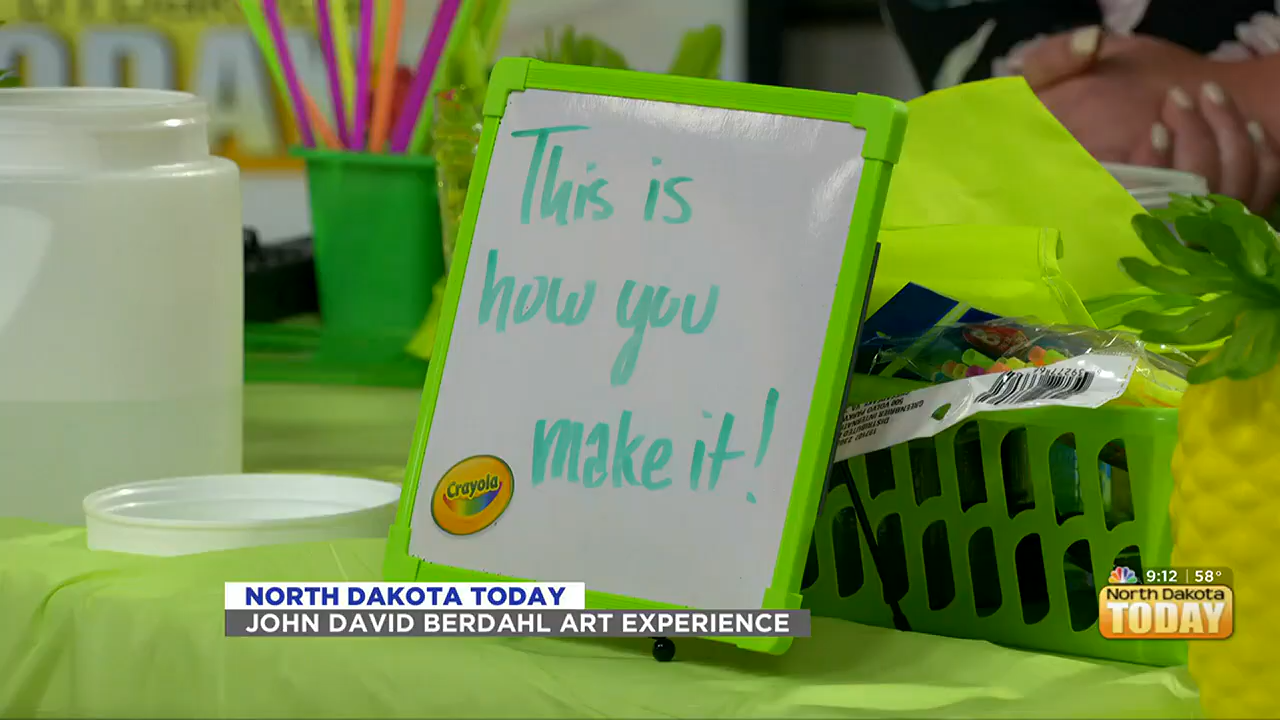 TODAY
This is
how you
make it!
Crayola
NORTH DAKOTA TODAY
JOHN DAVID BERDAHL ART EXPERIENCE
9:12 | 58°
North Dakota
TODAY